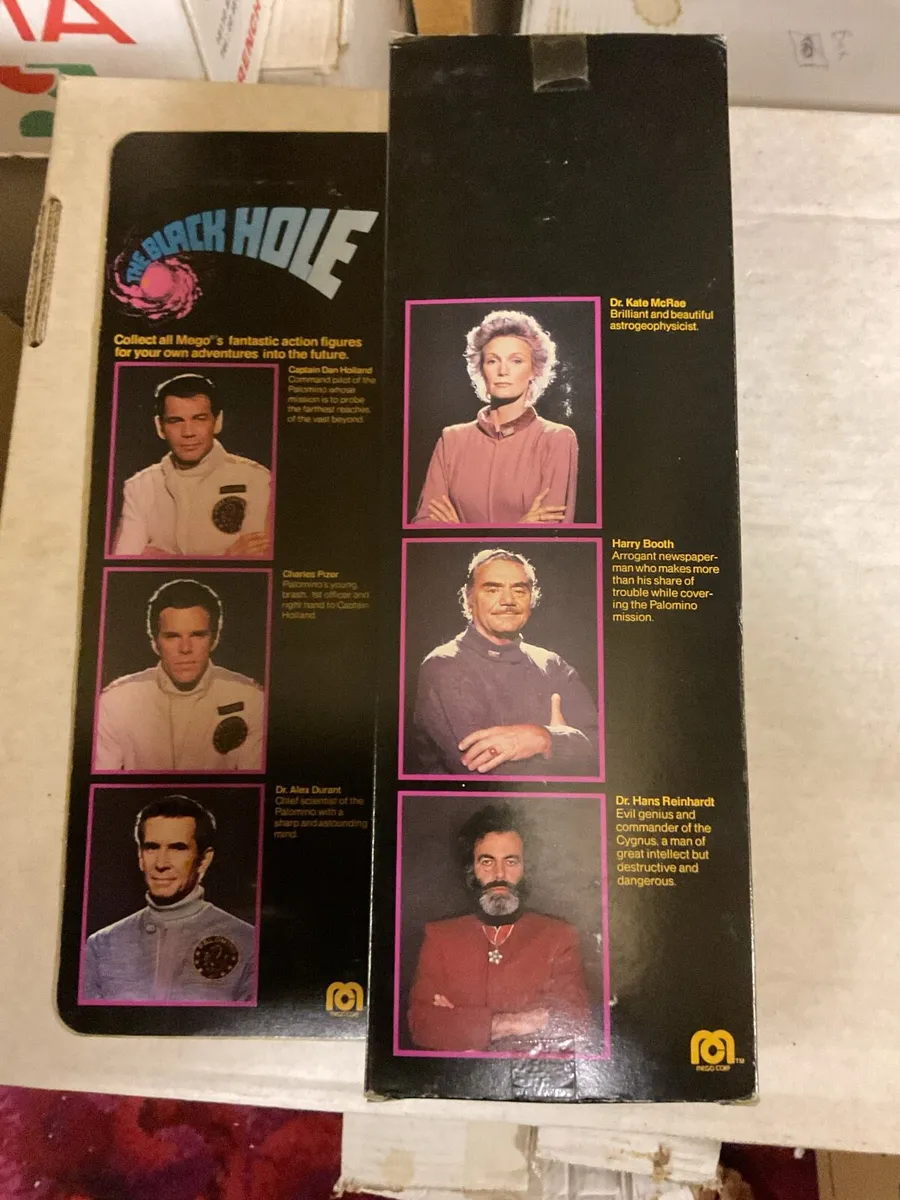 RENCH
THE BLACK HOLE
Collect all Mego®'s fantastic action figures
for your own adventures into the future.
Captain Dan Holland
Command pilot of the
Palomino whose
mission is to probe
the farthest reaches
of the vast beyond.
Charles Pizer
Palomino's young,
brash, 1st officer and
right hand to Captain
Holland.
Dr. Alex Durant
Chief scientist of the
Palomino with a
sharp and astounding
mind.
MEGO CORP
Dr. Kate McRae
Brilliant and beautiful
astrogeophysicist.
Harry Booth
Arrogant newspaper-
man who makes more
than his share of
trouble while cover-
ing the Palomino
mission.
Dr. Hans Reinhardt
Evil genius and
commander of the
Cygnus, a man of
great intellect but
destructive and
dangerous.
TM
MEGO CORP